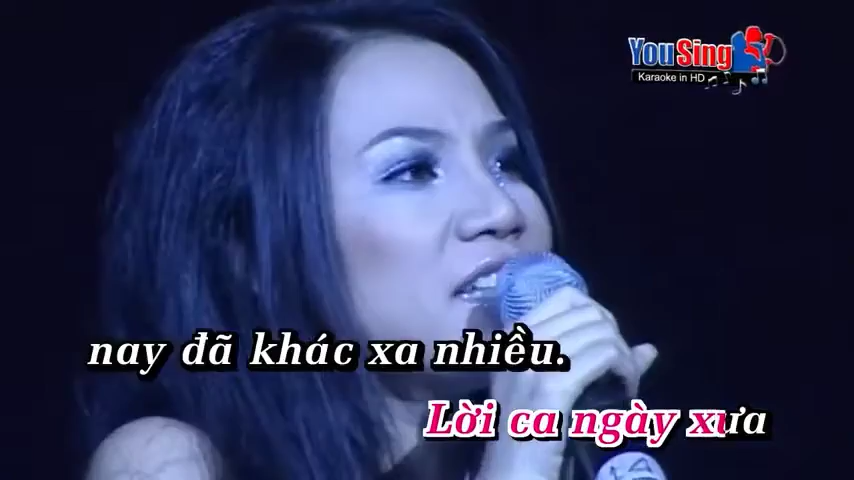 YouSing
Karaoke in HD
nay đã khác xa nhiều.
Lời ca ngày xưa